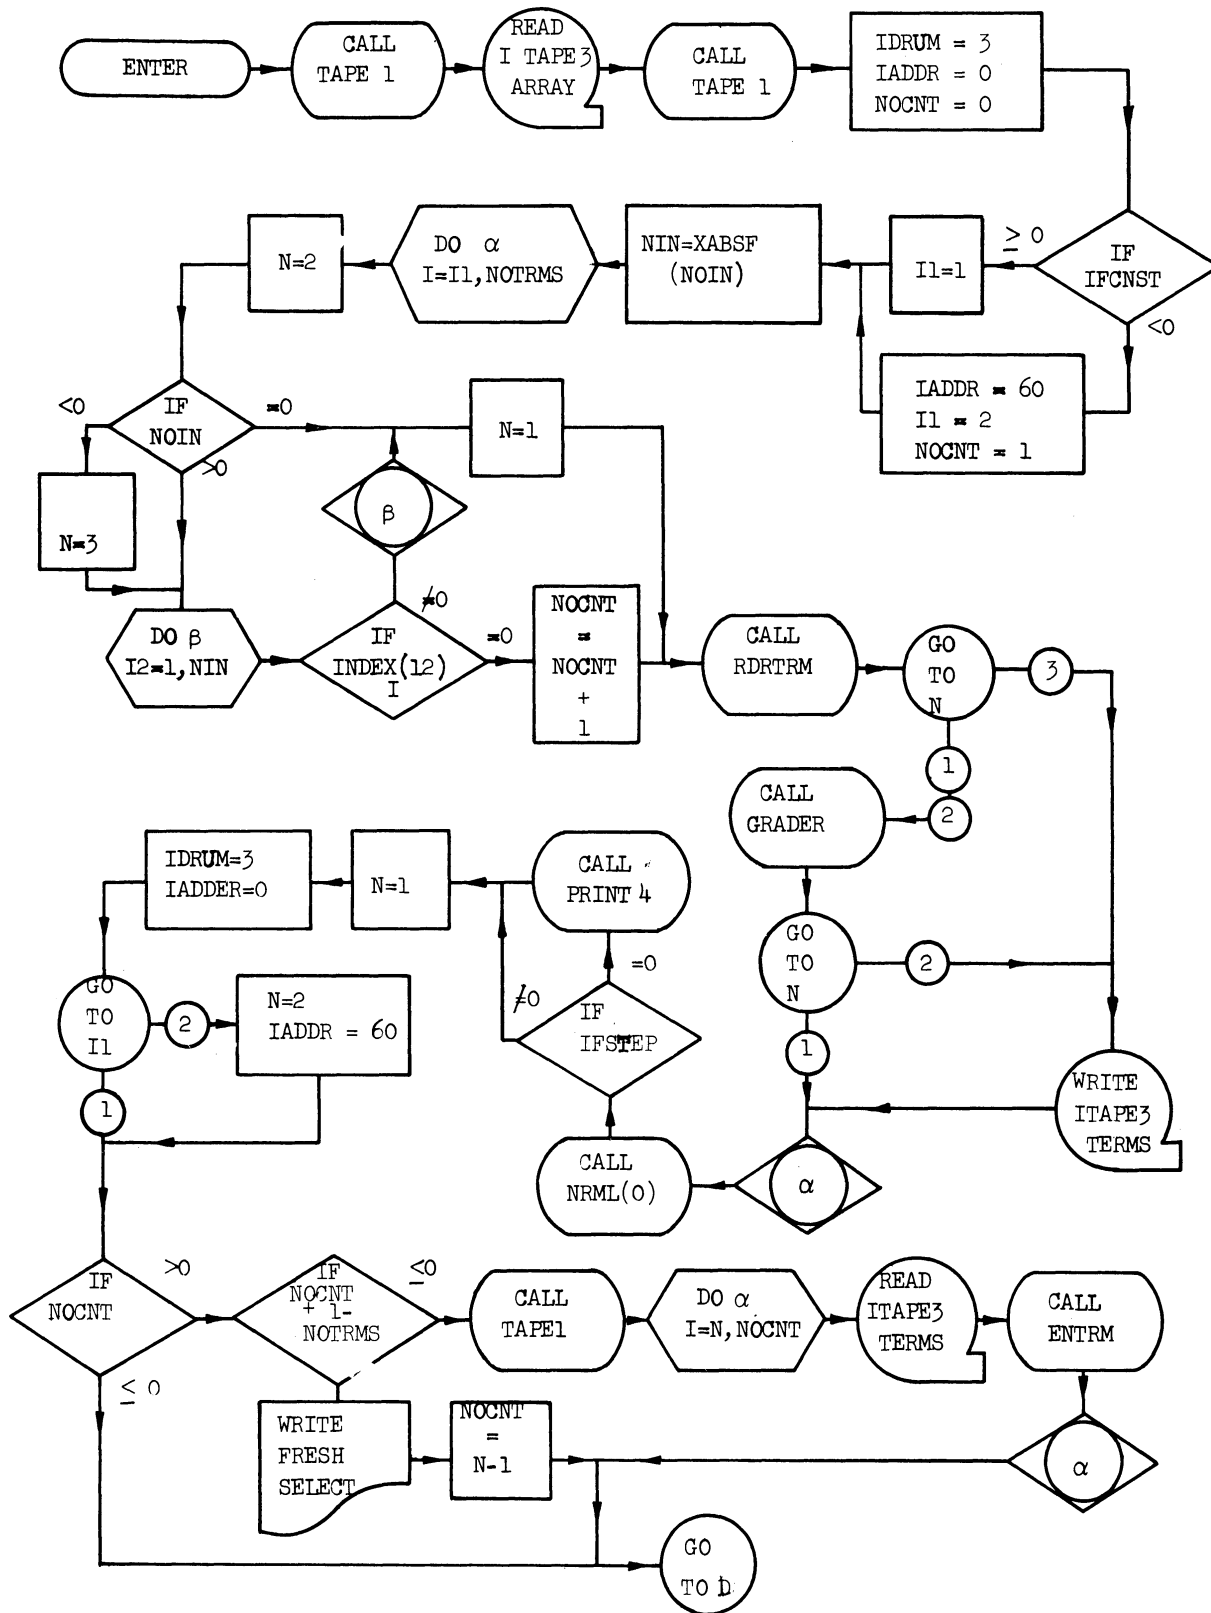 ENTER
CALL
TAPE 1
READ
I TAPE3
ARRAY
CALL
TAPE 1
IDRUM = 3
IADDR = 0
NOCNT = 0
IF
IFCNST
≥ 0
<0
I1=1
IADDR = 60
I1 = 2
NOCNT = 1
NIN=XABSF
(NOIN)
DO α
I=I1,NOTRMS
N=2
IF
NOIN
<0
=0
>0
N=3
N=1
β
DO β
I2=1,NIN
IF
INDEX(12)
I
≠0
=0
NOCNT
=
NOCNT
+
1
CALL
RDRTRM
GO
TO
N
3
1
2
CALL
GRADER
GO
TO
N
2
1
WRITE
ITAPE3
TERMS
α
CALL
NRML(0)
IF
IFSTEP
=0
≠0
CALL
PRINT 4
N=1
IDRUM=3
IADDER=0
GO
TO
I1
2
N=2
IADDR = 60
1
IF
NOCNT
>0
≤ 0
IF
NOCNT
+ 1-
NOTRMS
≤0
CALL
TAPE1
DO α
I=N,NOCNT
READ
ITAPE3
TERMS
CALL
ENTRM
α
WRITE
FRESH
SELECT
NOCNT
=
N-1
GO
TO D